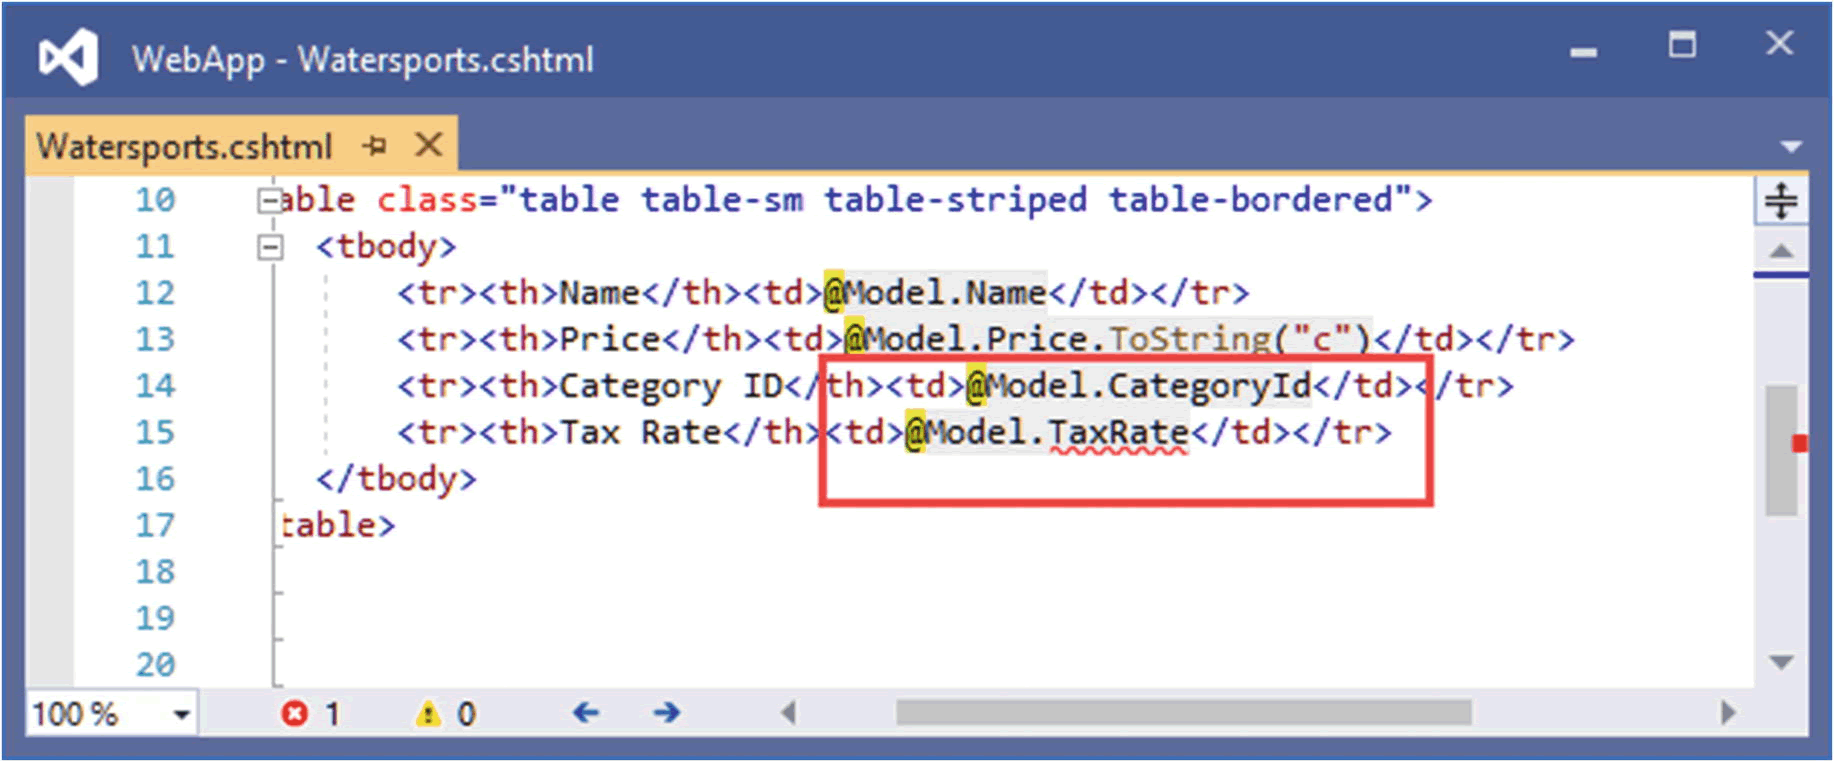 WebApp - Watersports.cshtml
Watersports.cshtml
10 able class="table table-sm table-striped table-bordered">
11 <tbody>
12 <tr><th>Name</th><td>@Model.Name</td></tr>
13 <tr><th>Price</th><td>@Model.Price.ToString("c")</td></tr>
14 <tr><th>Category ID</th><td>@Model.CategoryId</td></tr>
15 <tr><th>Tax Rate</th><td>@Model.TaxRate</td></tr>
16 </tbody>
17 table>
18
19
20
100 % 1 0